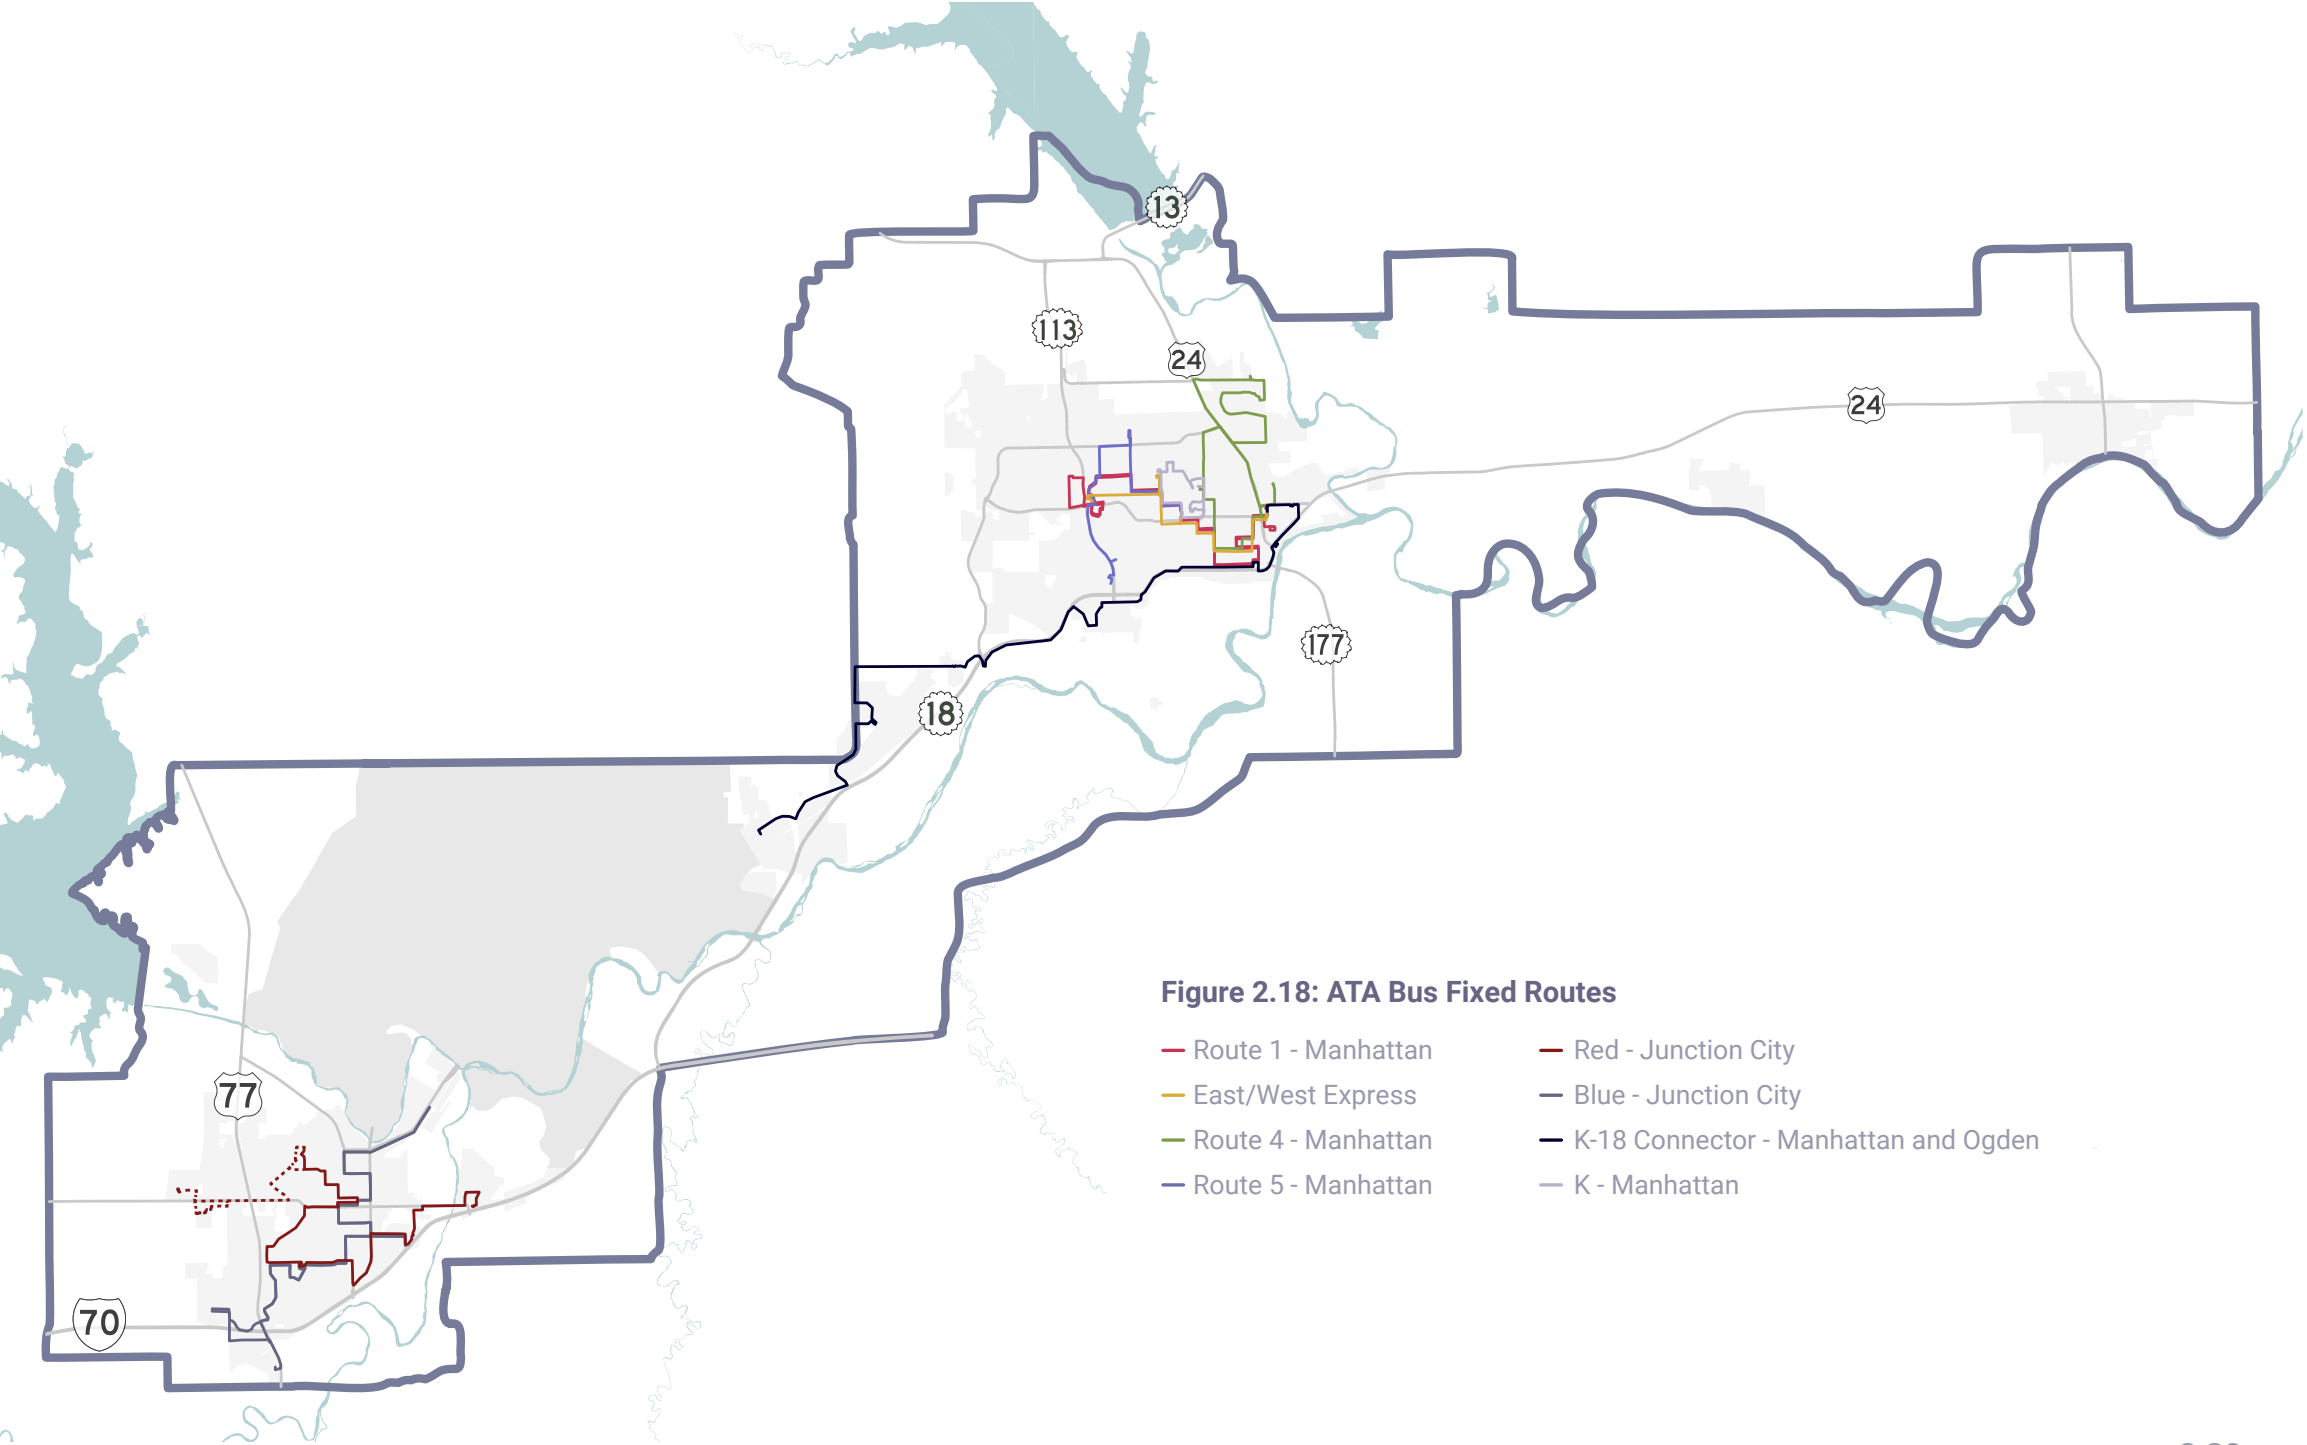 13
113
24
24
177
18
Figure 2.18: ATA Bus Fixed Routes
Route 1 - Manhattan
East/West Express
Route 4 - Manhattan
Route 5 - Manhattan
Red - Junction City
Blue - Junction City
K-18 Connector - Manhattan and Ogden
K - Manhattan
77
70